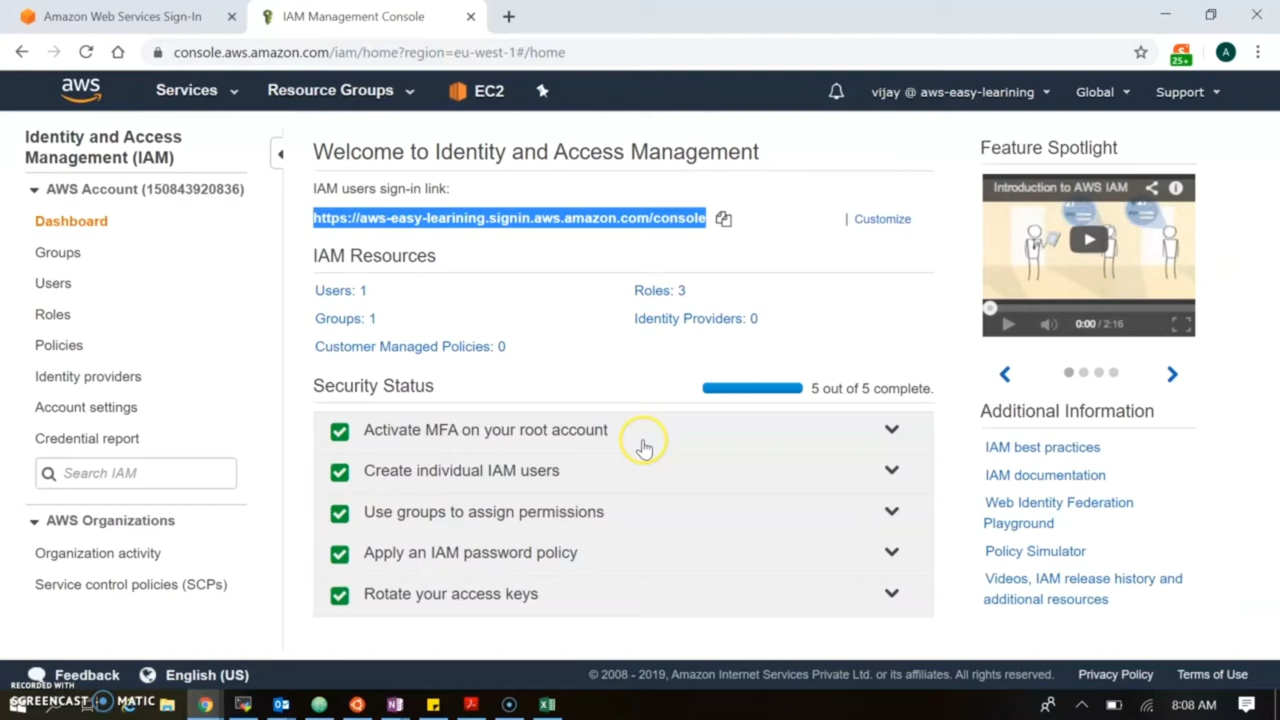 Amazon Web Services Sign-In
IAM Management Console
console.aws.amazon.com/iam/home?region=eu-west-1#/home
25+
A
aws
Services
Resource Groups
EC2
vijay @ aws-easy-learining
Global
Support
Identity and Access
Management (IAM)
AWS Account (150843920836)
Dashboard
Groups
Users
Roles
Policies
Identity providers
Account settings
Credential report
Search IAM
AWS Organizations
Organization activity
Service control policies (SCPs)
Welcome to Identity and Access Management
IAM users sign-in link:
https://aws-easy-learining.signin.aws.amazon.com/console
| Customize
IAM Resources
Users: 1
Roles: 3
Groups: 1
Identity Providers: 0
Customer Managed Policies: 0
Security Status
5 out of 5 complete.
Activate MFA on your root account
Create individual IAM users
Use groups to assign permissions
Apply an IAM password policy
Rotate your access keys
Feature Spotlight
Introduction to AWS IAM
0:00 / 2:16
Additional Information
IAM best practices
IAM documentation
Web Identity Federation
Playground
Policy Simulator
Videos, IAM release history and
additional resources
Feedback
English (US)
© 2008 - 2019, Amazon Internet Services Private Ltd. or its affiliates. All rights reserved.
Privacy Policy
Terms of Use
RECORDED WITH
SCREENCAST MATIC
8:08 AM